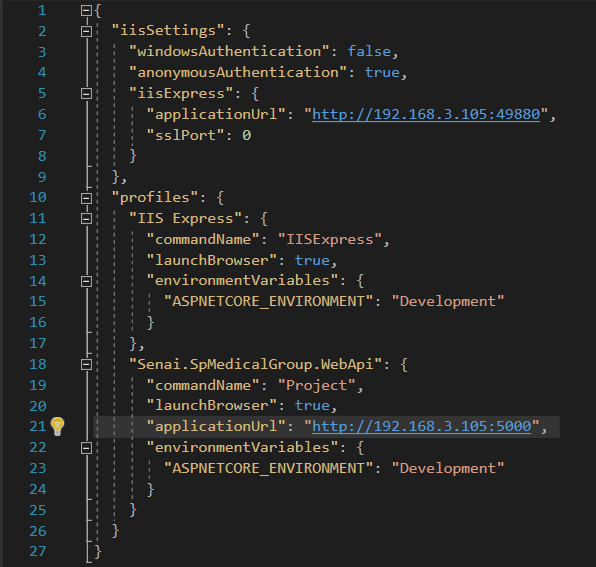 1 {
2 "iisSettings": {
3 "windowsAuthentication": false,
4 "anonymousAuthentication": true,
5 "iisExpress": {
6 "applicationUrl": "http://192.168.3.105:49880",
7 "sslPort": 0
8 }
9 },
10 "profiles": {
11 "IIS Express": {
12 "commandName": "IISExpress",
13 "launchBrowser": true,
14 "environmentVariables": {
15 "ASPNETCORE_ENVIRONMENT": "Development"
16 }
17 },
18 "Senai.SpMedicalGroup.WebApi": {
19 "commandName": "Project",
20 "launchBrowser": true,
21 "applicationUrl": "http://192.168.3.105:5000",
22 "environmentVariables": {
23 "ASPNETCORE_ENVIRONMENT": "Development"
24 }
25 }
26 }
27 }